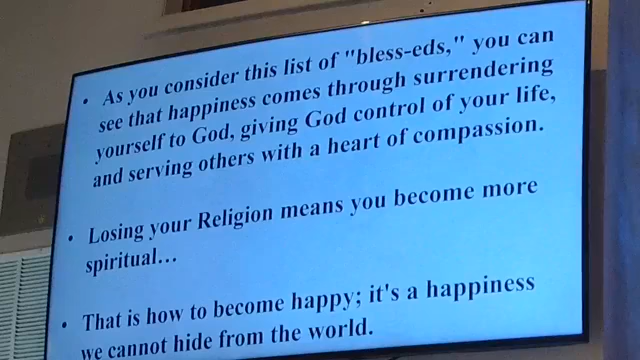 • As you consider this list of "bless-eds," you can
see that happiness comes through surrendering
yourself to God, giving God control of your life,
and serving others with a heart of compassion.
• Losing your Religion means you become more
spiritual...
• That is how to become happy; it's a happiness
we cannot hide from the world.